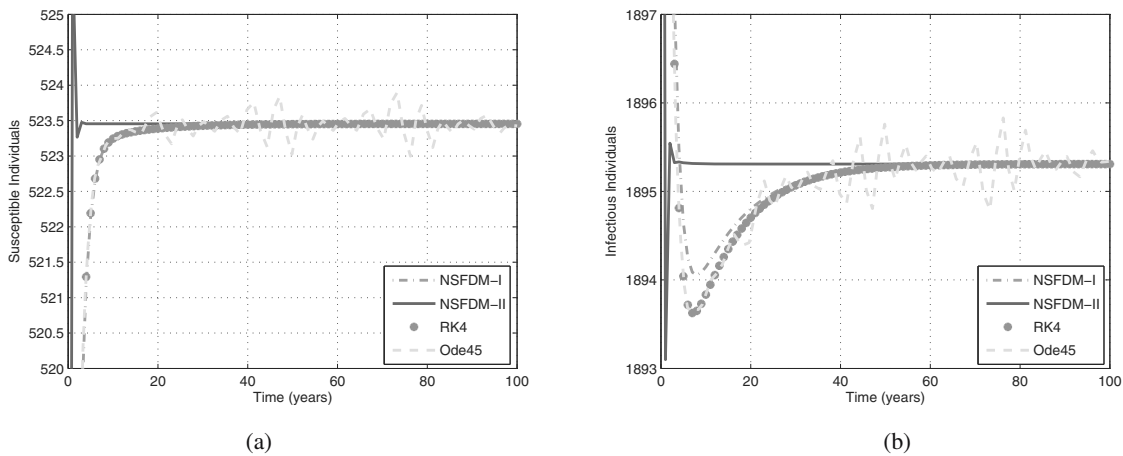 525
524.5
524
523.5
523
522.5
522
521.5
521
520.5
520
0
20
40
60
80
100
Susceptible Individuals
Time (years)
NSFDM-I
NSFDM-II
RK4
Ode45
(a)
1897
1896
1895
1894
1893
0
20
40
60
80
100
Infectious Individuals
Time (years)
NSFDM-I
NSFDM-II
RK4
Ode45
(b)